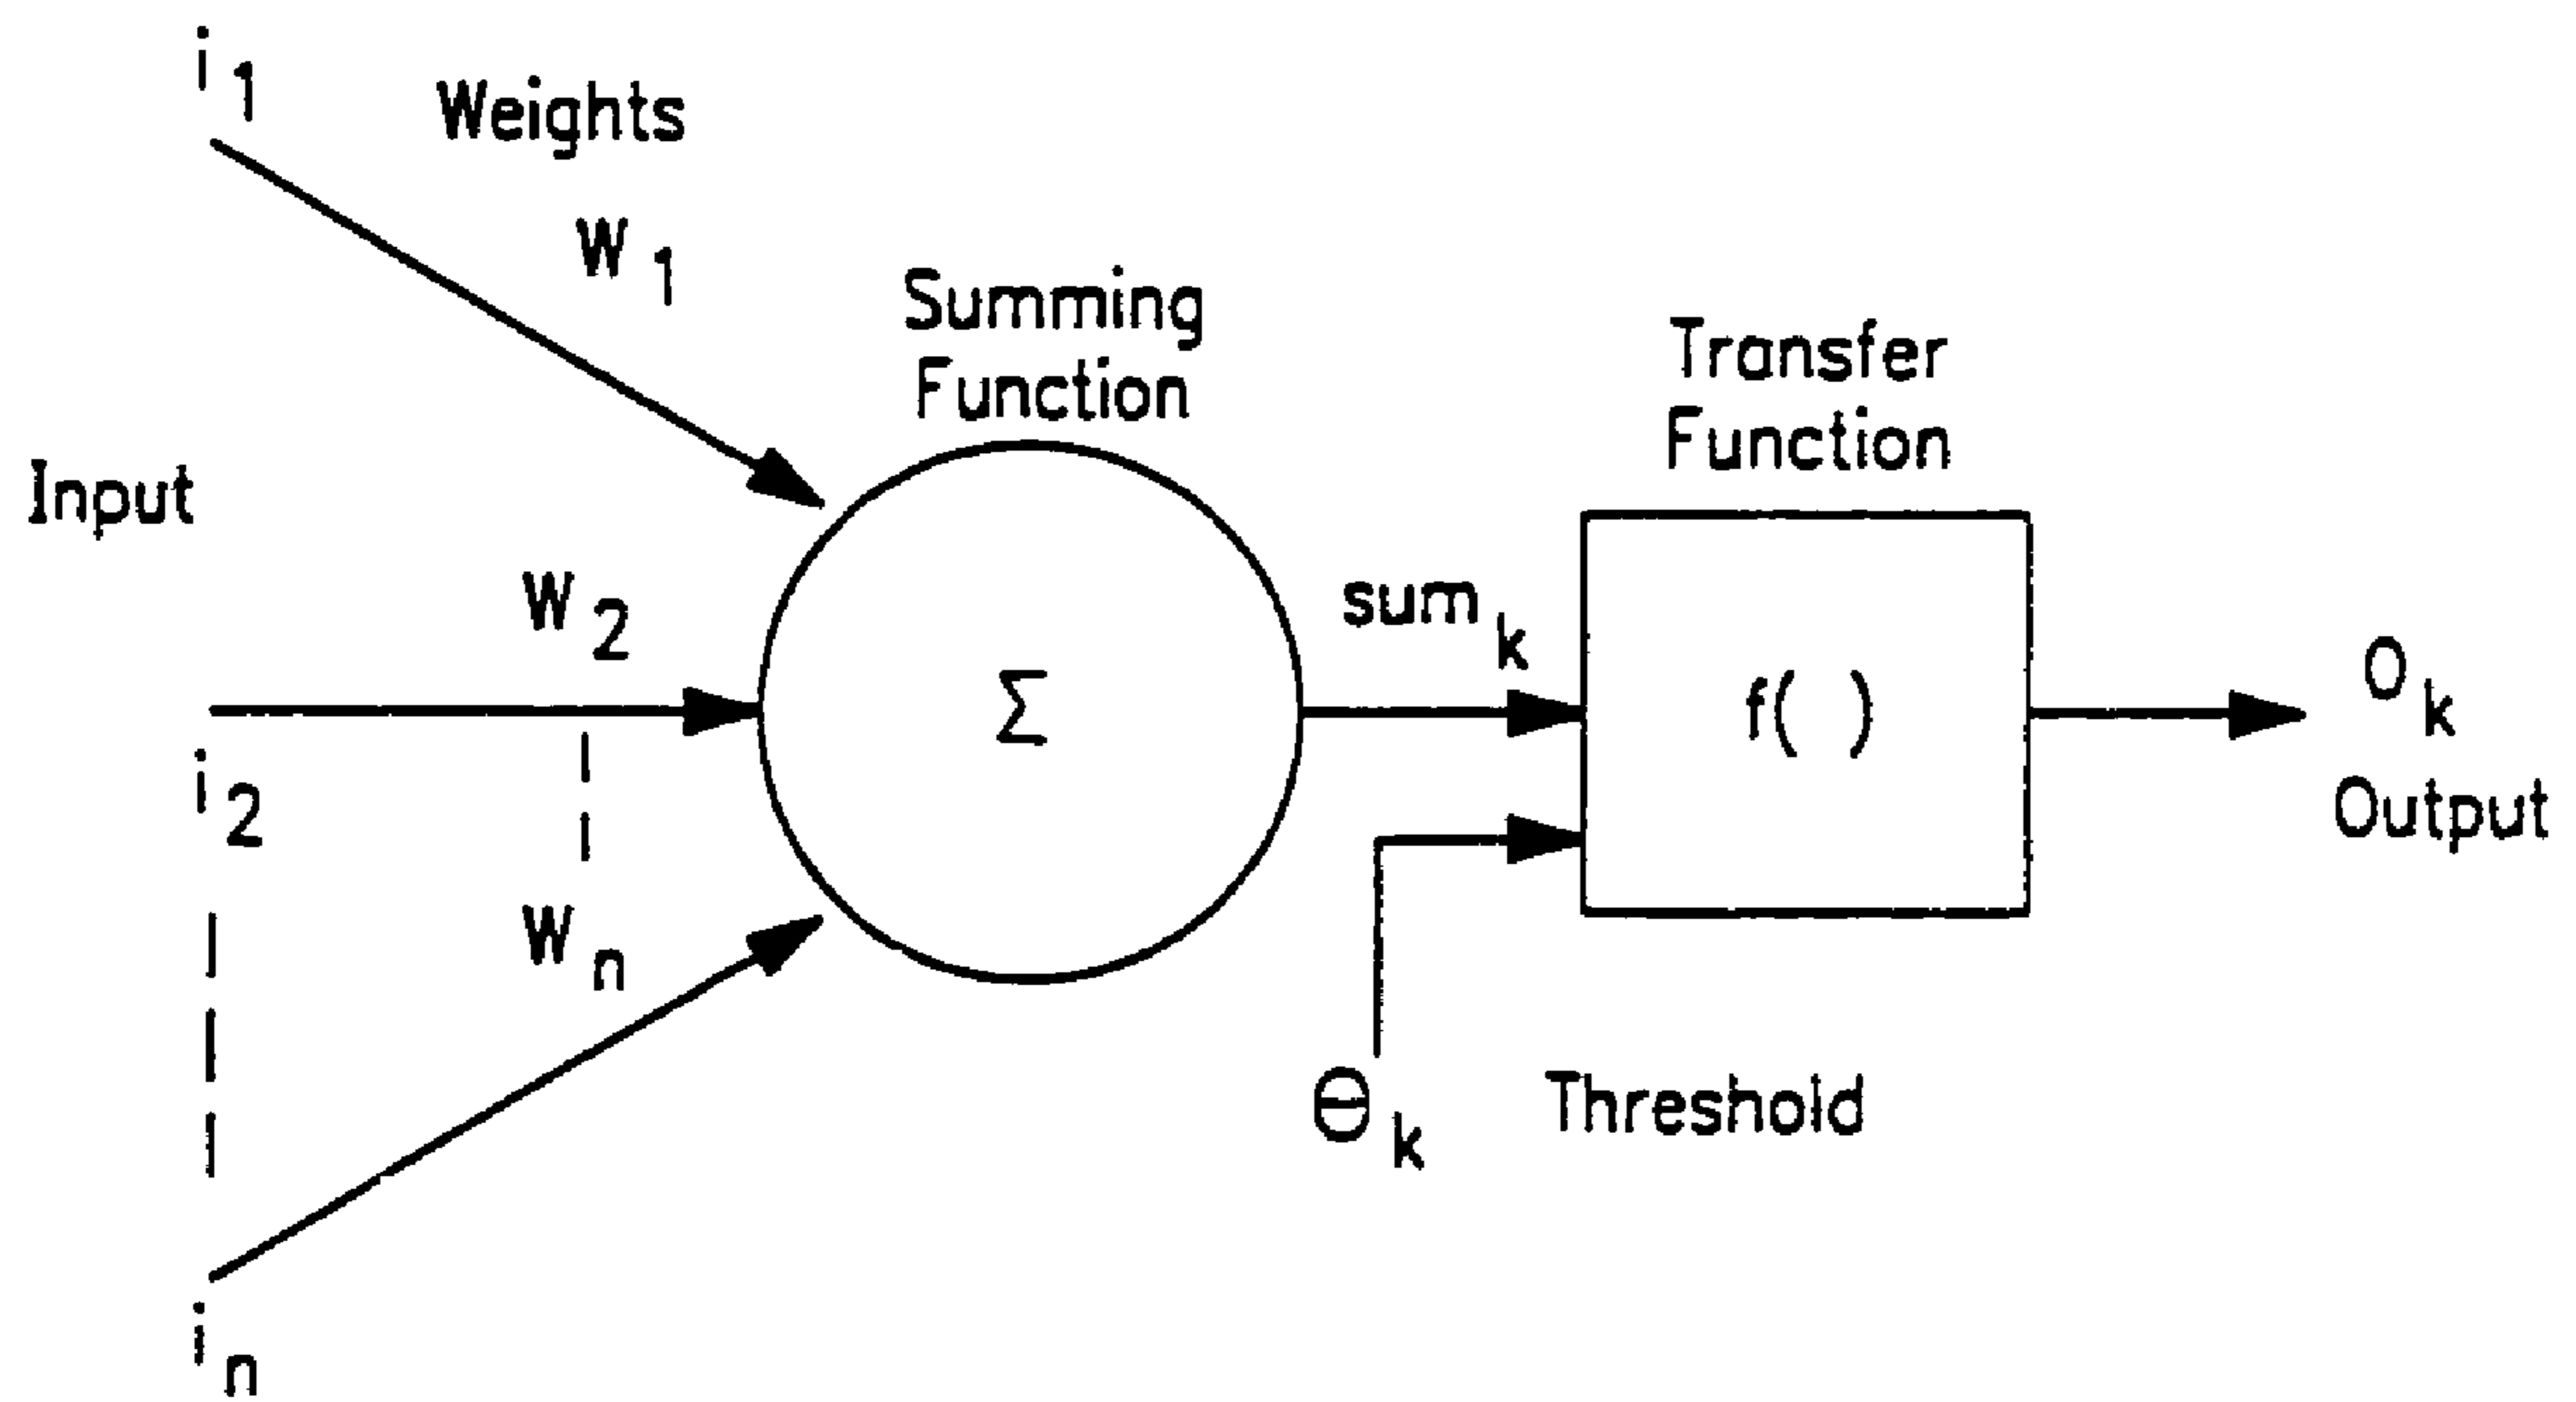 i1
Weights
W1
Summing
Function
Transfer
Function
Input
W2
sumk
Σ
f( )
Ok
i2
Output
Wn
Θk
Threshold
in